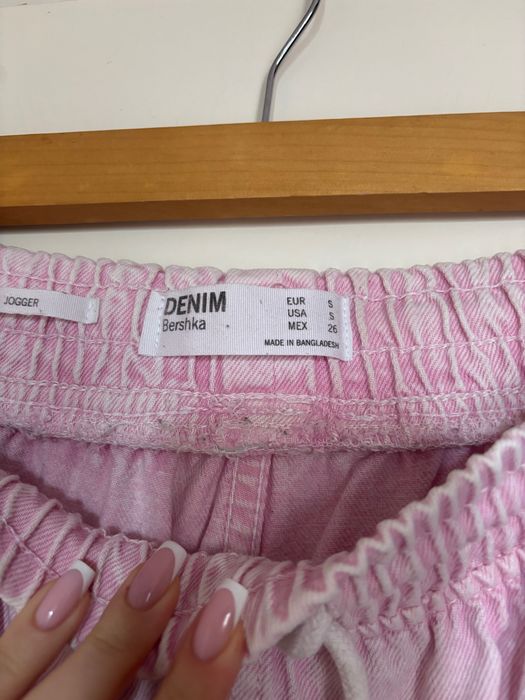 JOGGER
DENIM
Bershka
EUR S
USA S
MEX 26
MADE IN BANGLADESH